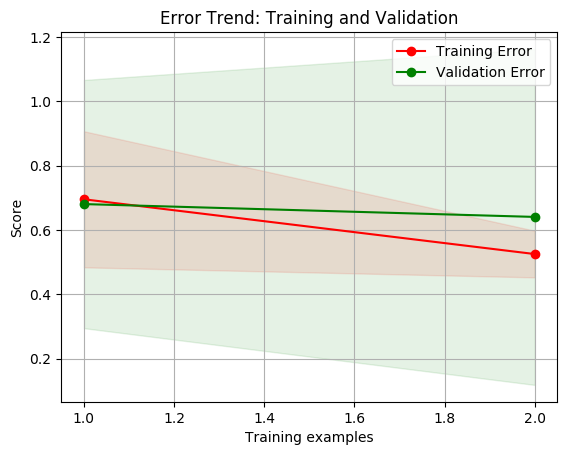 Error Trend: Training and Validation
Training Error
Validation Error
1.2
1.0
0.8
0.6
0.4
0.2
Score
1.0 1.2 1.4 1.6 1.8 2.0
Training examples